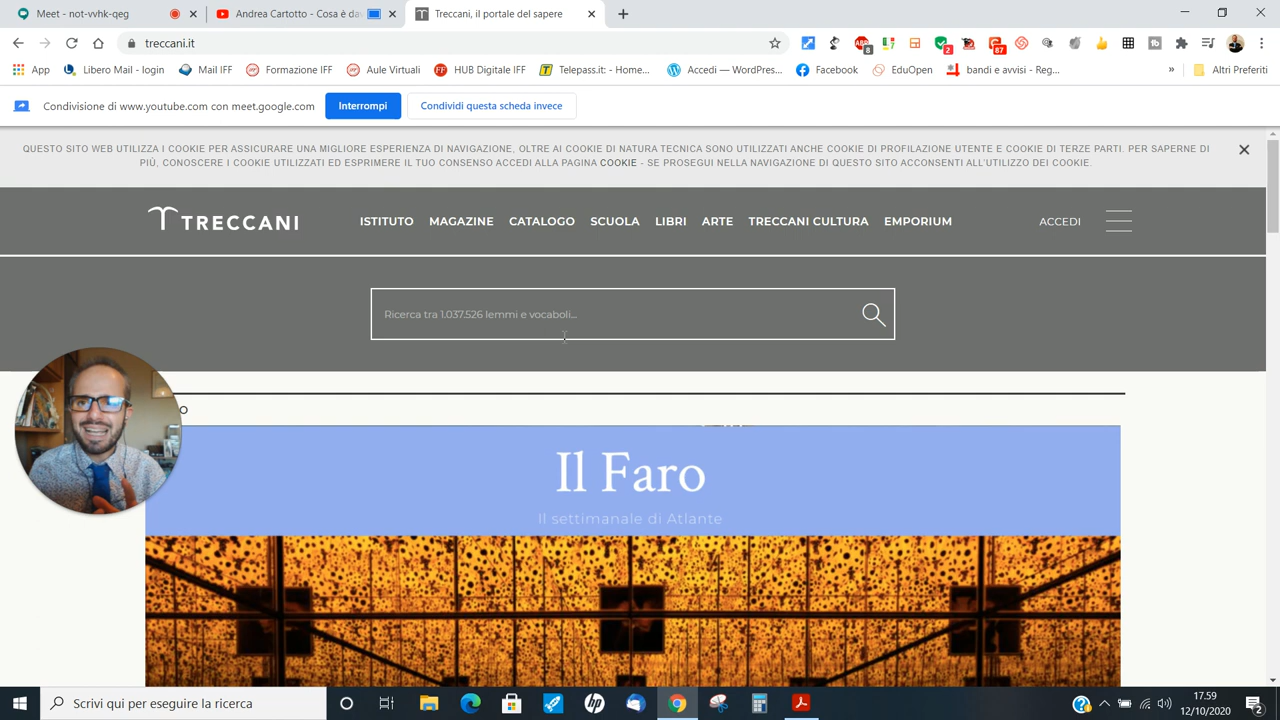 Meet - not-vvhk-qeg
Andrea Cartotto - Cosa è da
Treccani, il portale del sapere
treccani.it
8
2
87
App
Libero Mail - login
Mail IFF
Formazione IFF
Aule Virtuali
HUB Digitale IFF
Telepass.it: - Home...
Accedi — WordPres...
Facebook
EduOpen
bandi e avvisi - Reg...
»
Altri Preferiti
Condivisione di www.youtube.com con meet.google.com
Interrompi
Condividi questa scheda invece
QUESTO SITO WEB UTILIZZA I COOKIE PER ASSICURARE UNA MIGLIORE ESPERIENZA DI NAVIGAZIONE, OLTRE AI COOKIE DI NATURA TECNICA SONO UTILIZZATI ANCHE COOKIE DI PROFILAZIONE UTENTE E COOKIE DI TERZE PARTI. PER SAPERNE DI
PIÙ, CONOSCERE I COOKIE UTILIZZATI ED ESPRIMERE IL TUO CONSENSO ACCEDI ALLA PAGINA COOKIE - SE PROSEGUI NELLA NAVIGAZIONE DI QUESTO SITO ACCONSENTI ALL'UTILIZZO DEI COOKIE.
TRECCANI
ISTITUTO
MAGAZINE
CATALOGO
SCUOLA
LIBRI
ARTE
TRECCANI CULTURA
EMPORIUM
ACCEDI
Ricerca tra 1.037.526 lemmi e vocaboli...
Il Faro
Il settimanale di Atlante
Scrivi qui per eseguire la ricerca
17.59
12/10/2020
2